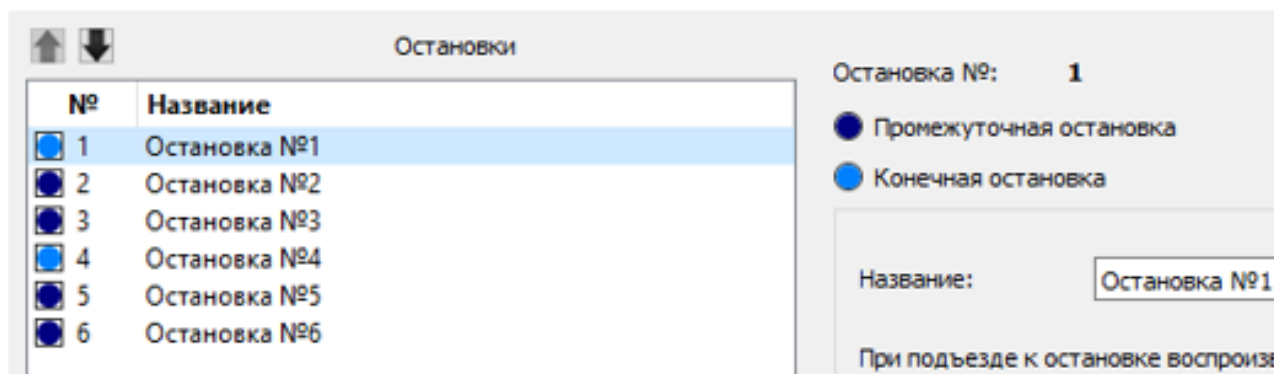 Остановки
№ Название
1 Остановка №1
2 Остановка №2
3 Остановка №3
4 Остановка №4
5 Остановка №5
6 Остановка №6
Остановка №: 1
Промежуточная остановка
Конечная остановка
Название: Остановка №1
При подъезде к остановке воспроизв